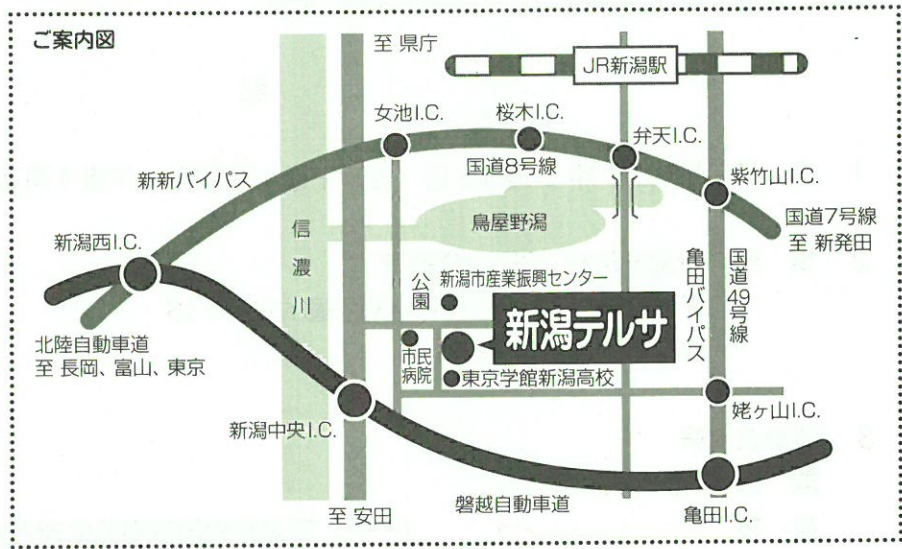 ご案内図
至 県庁
JR新潟駅
女池I.C.
桜木I.C.
弁天I.C.
国道8号線
新新バイパス
紫竹山I.C.
国道7号線
至 新発田
新潟西I.C.
信濃川
鳥屋野潟
公園
新潟市産業振興センター
亀田バイパス
国道49号線
新潟テルサ
北陸自動車道
至 長岡、富山、東京
市民
病院
東京学館新潟高校
姥ヶ山I.C.
新潟中央I.C.
至 安田
磐越自動車道
亀田I.C.